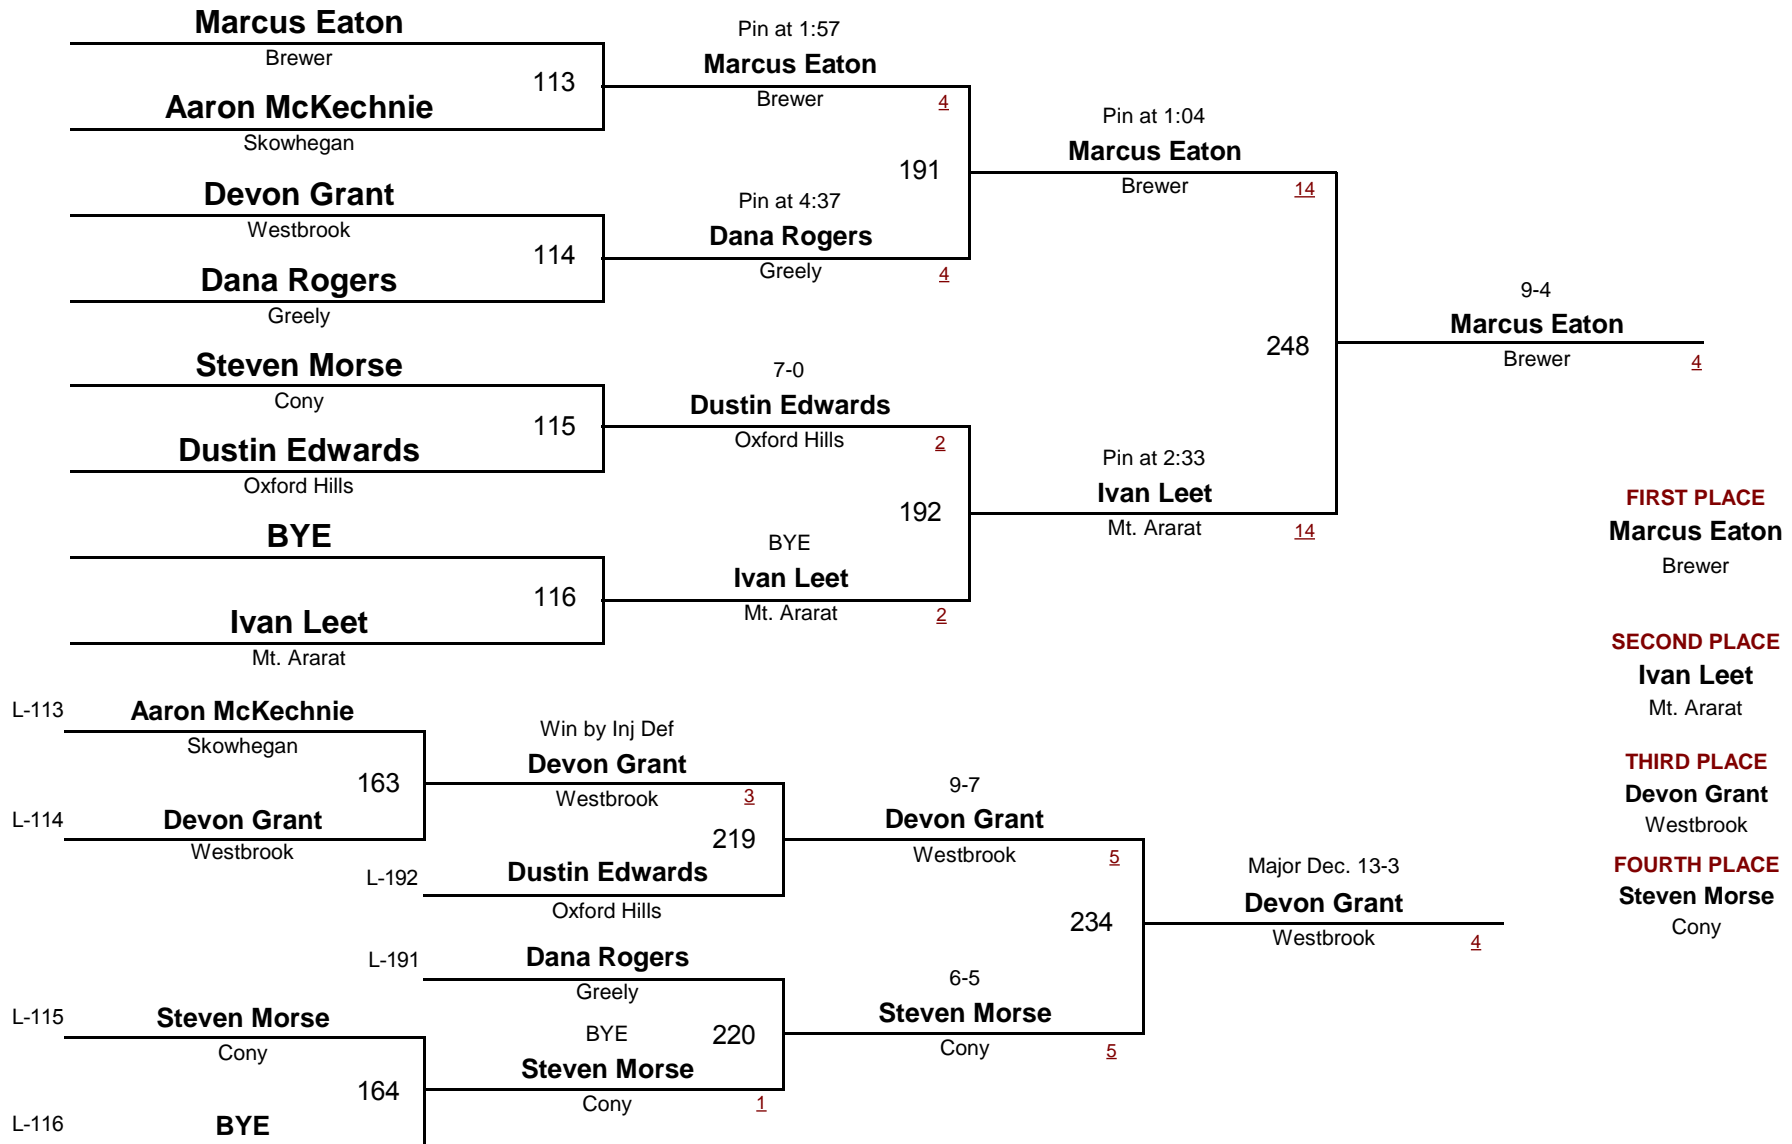 Marcus Eaton
Brewer
113
Aaron McKechnie
Skowhegan
Devon Grant
Westbrook
114
Dana Rogers
Greely
Steven Morse
Cony
115
Dustin Edwards
Oxford Hills
BYE
116
Ivan Leet
Mt. Ararat
Pin at 1:57
Marcus Eaton
Brewer
4
191
Pin at 4:37
Dana Rogers
Greely
4
7-0
Dustin Edwards
Oxford Hills
2
192
BYE
Ivan Leet
Mt. Ararat
2
Pin at 1:04
Marcus Eaton
Brewer
14
248
Pin at 2:33
Ivan Leet
Mt. Ararat
14
9-4
Marcus Eaton
Brewer
4
FIRST PLACE
Marcus Eaton
Brewer
SECOND PLACE
Ivan Leet
Mt. Ararat
THIRD PLACE
Devon Grant
Westbrook
FOURTH PLACE
Steven Morse
Cony
L-113
Aaron McKechnie
Skowhegan
163
L-114
Devon Grant
Westbrook
Win by Inj Def
Devon Grant
Westbrook
3
219
L-192
Dustin Edwards
Oxford Hills
L-191
Dana Rogers
Greely
220
L-115
Steven Morse
Cony
164
L-116
BYE
BYE
Steven Morse
Cony
1
9-7
Devon Grant
Westbrook
5
234
6-5
Steven Morse
Cony
5
Major Dec. 13-3
Devon Grant
Westbrook
4